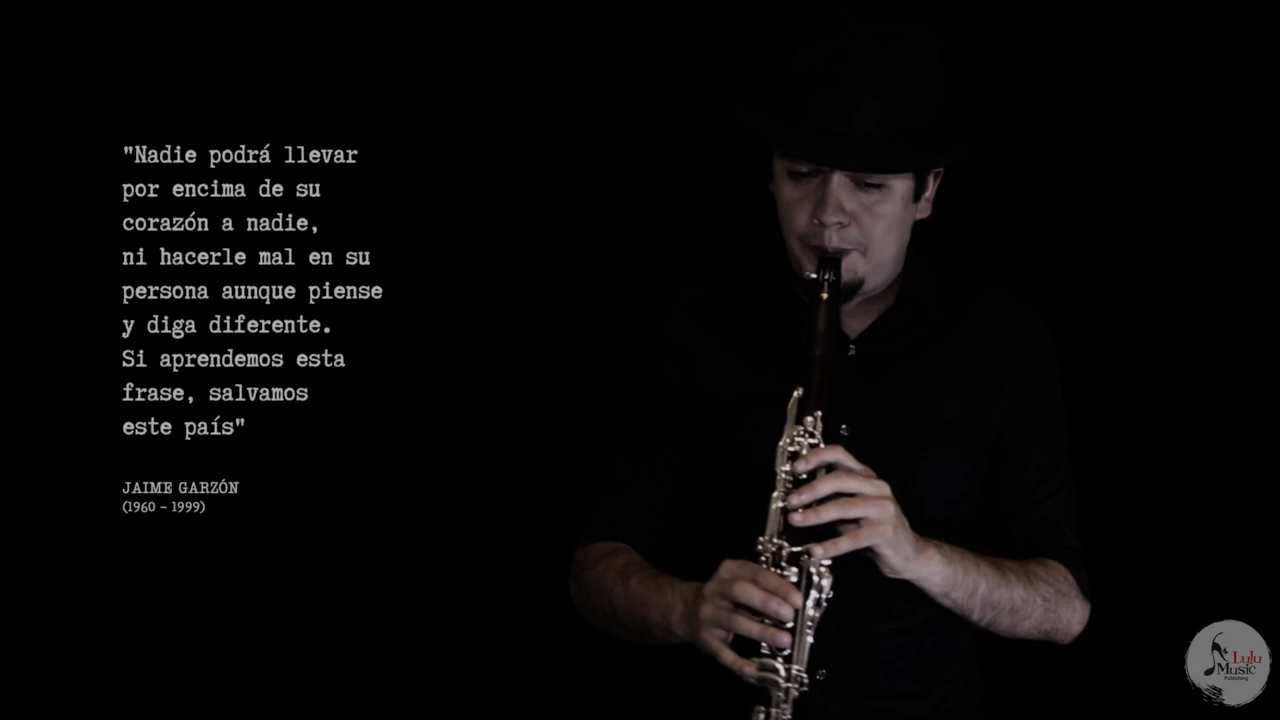 "Nadie podrá llevar
por encima de su
corazón a nadie,
ni hacerle mal en su
persona aunque piense
y diga diferente.
Si aprendemos esta
frase, salvamos
este país"
JAIME GARZÓN
(1960 - 1999)
Lulu
Music
Publishing